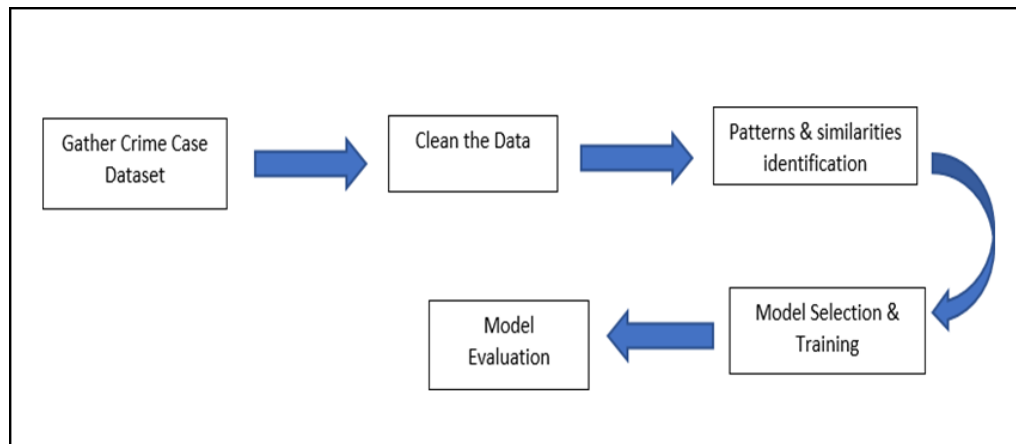 Gather Crime Case
Dataset
Clean the Data
Patterns & similarities
identification
Model Selection &
Training
Model
Evaluation